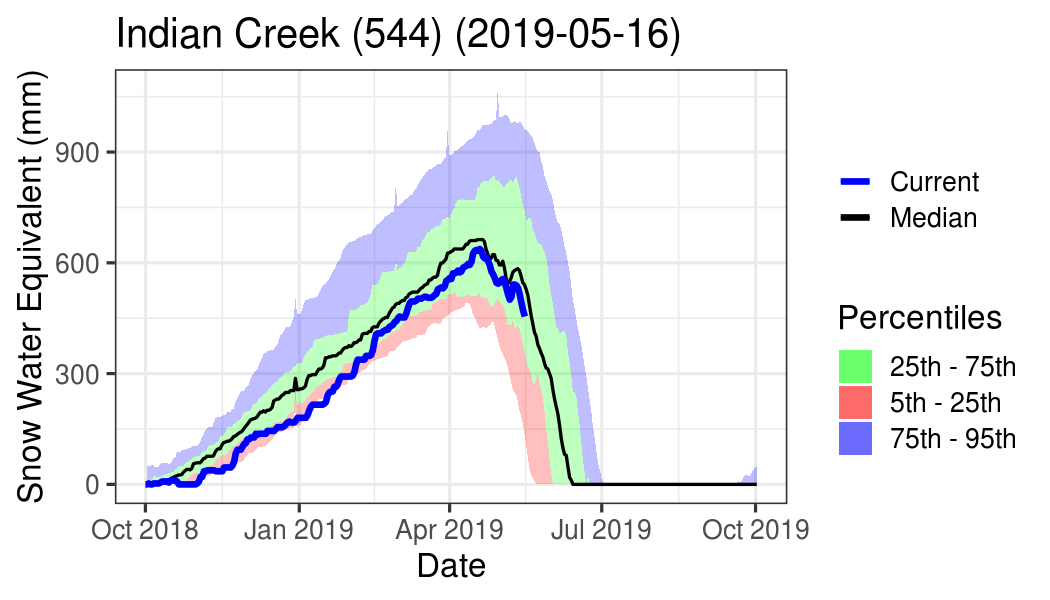 Indian Creek (544) (2019-05-16)
Snow Water Equivalent (mm)
900
600
300
0
Oct 2018
Jan 2019
Apr 2019
Jul 2019
Oct 2019
Date
Current
Median
Percentiles
25th - 75th
5th - 25th
75th - 95th